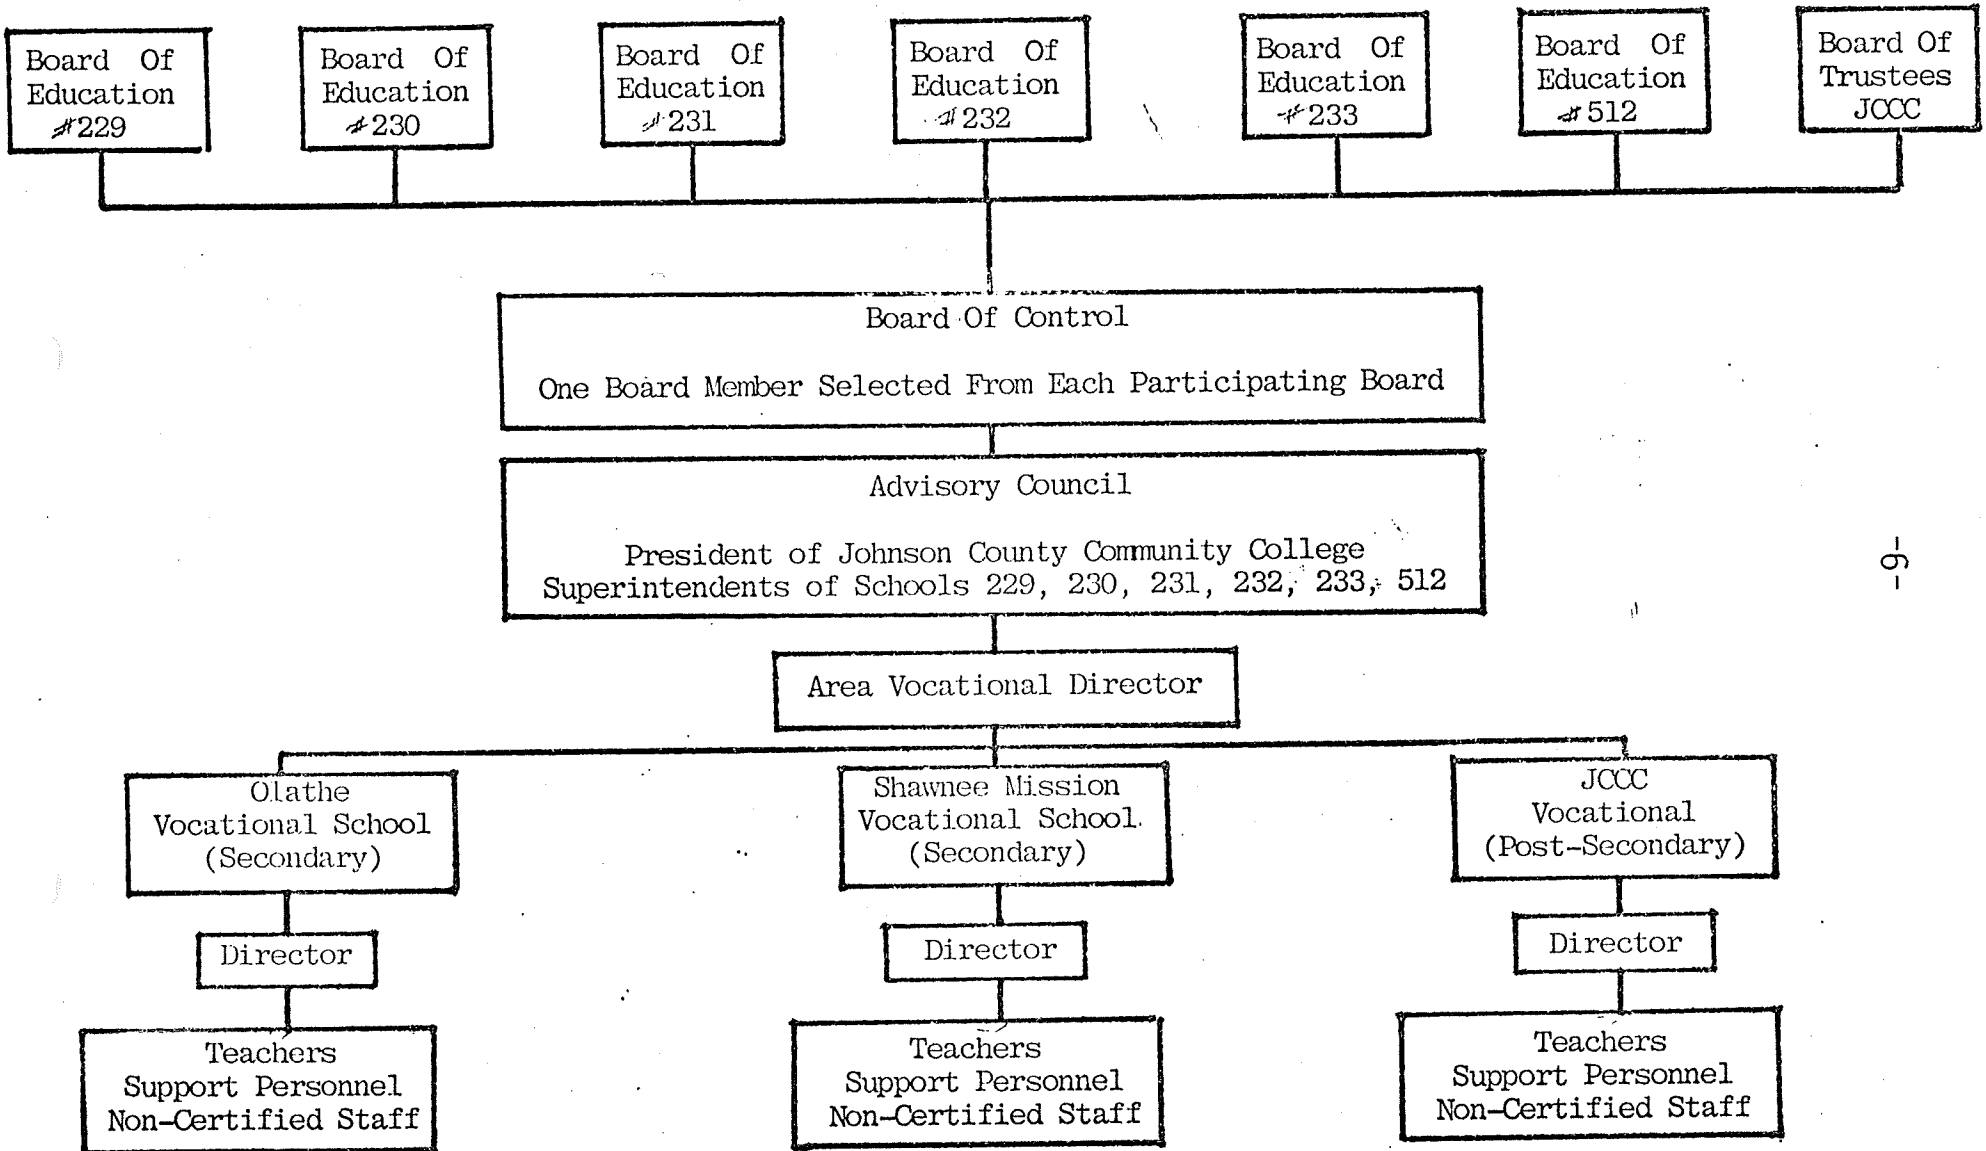 Board Of
Education
#229
Board Of
Education
#230
Board Of
Education
#231
Board Of
Education
#232
Board Of
Education
#233
Board Of
Education
#512
Board Of
Trustees
JCCC
Board Of Control
One Board Member Selected From Each Participating Board
Advisory Council
President of Johnson County Community College
Superintendents of Schools 229, 230, 231, 232, 233, 512
-9-
Area Vocational Director
Olathe
Vocational School
(Secondary)
Shawnee Mission
Vocational School
(Secondary)
JCCC
Vocational
(Post-Secondary)
Director
Director
Director
Teachers
Support Personnel
Non-Certified Staff
Teachers
Support Personnel
Non-Certified Staff
Teachers
Support Personnel
Non-Certified Staff